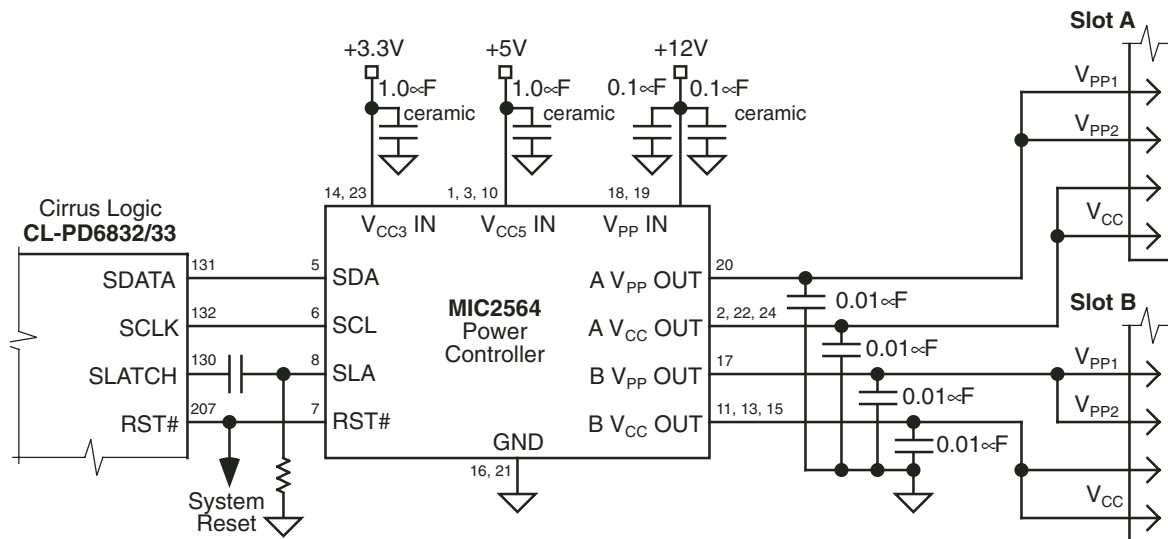 Slot A
+3.3V
+5V
+12V
1.0∝F
ceramic
1.0∝F
ceramic
0.1∝F
0.1∝F
ceramic
VPP1
VPP2
VCC
14, 23
1, 3, 10
18, 19
VCC3 IN
VCC5 IN
VPP IN
Cirrus Logic
CL-PD6832/33
SDATA
131
5
SDA
SCLK
132
6
SCL
SLATCH
130
8
SLA
RST#
207
7
RST#
MIC2564
Power
Controller
A VPP OUT
20
A VCC OUT
2, 22, 24
B VPP OUT
17
B VCC OUT
11, 13, 15
GND
16, 21
0.01∝F
0.01∝F
0.01∝F
0.01∝F
Slot B
VPP1
VPP2
VCC
System
Reset